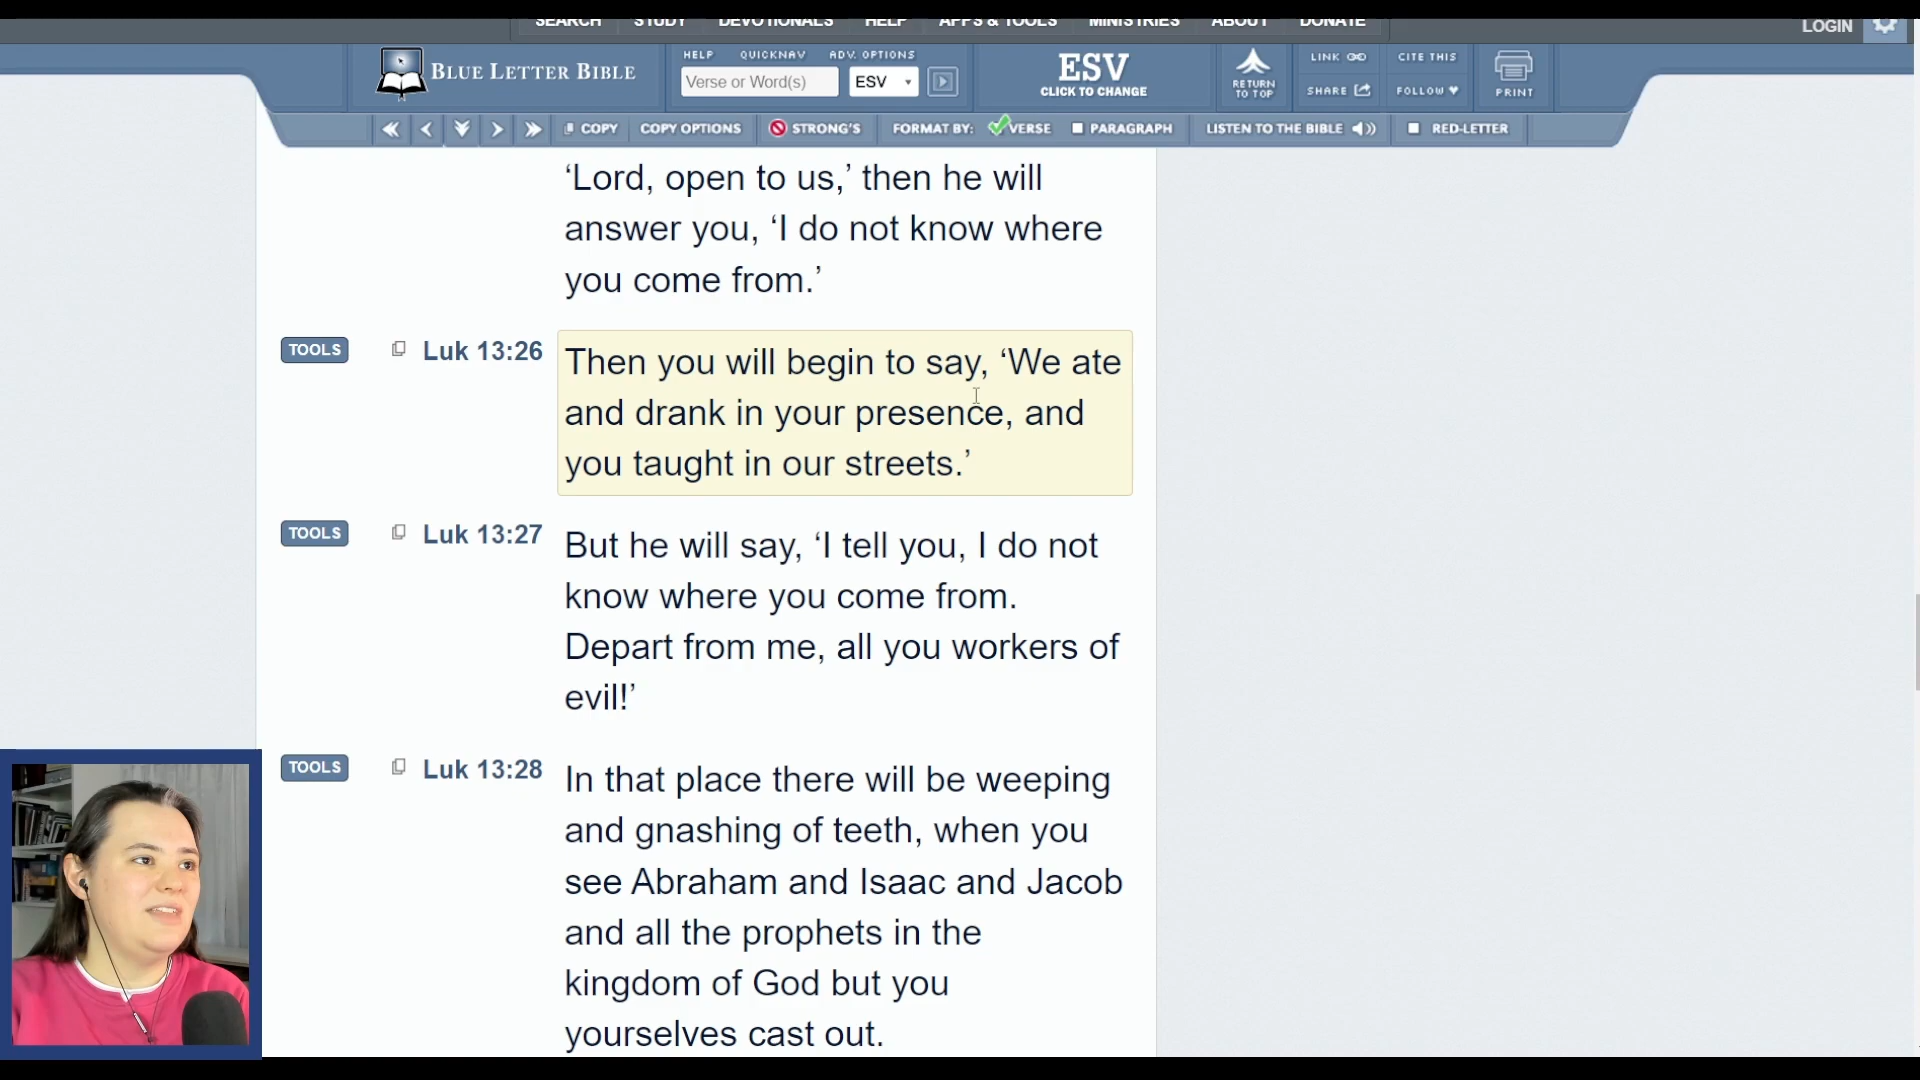 SEARCH STUDY DEVOTIONALS HELP APPS & TOOLS MINISTRIES ABOUT DONATE
LOGIN
BLUE LETTER BIBLE
HELP QUICKNAV ADV. OPTIONS
Verse or Word(s) ESV
ESV
CLICK TO CHANGE
RETURN
TO TOP
LINK CITE THIS
SHARE FOLLOW
PRINT
COPY COPY OPTIONS STRONG'S FORMAT BY: VERSE PARAGRAPH LISTEN TO THE BIBLE RED-LETTER
‘Lord, open to us,’ then he will
answer you, ‘I do not know where
you come from.’
TOOLS Luk 13:26 Then you will begin to say, ‘We ate
and drank in your presence, and
you taught in our streets.’
TOOLS Luk 13:27 But he will say, ‘I tell you, I do not
know where you come from.
Depart from me, all you workers of
evil!’
TOOLS Luk 13:28 In that place there will be weeping
and gnashing of teeth, when you
see Abraham and Isaac and Jacob
and all the prophets in the
kingdom of God but you
yourselves cast out.